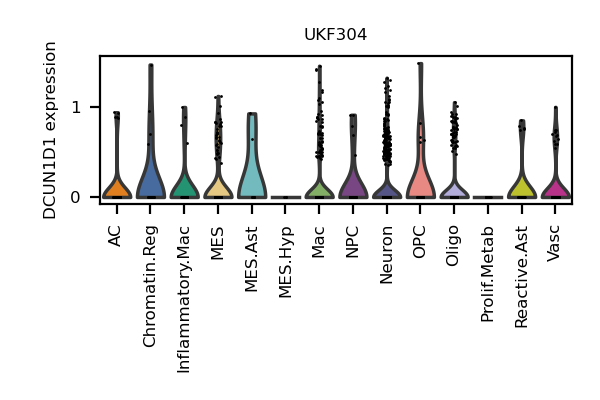 UKF304
DCUN1D1 expression
1
0
AC
Chromatin.Reg
Inflammatory.Mac
MES
MES.Ast
MES.Hyp
Mac
NPC
Neuron
OPC
Oligo
Prolif.Metab
Reactive.Ast
Vasc